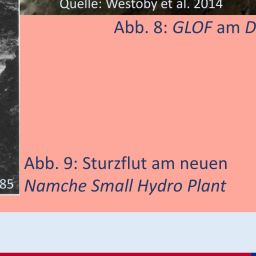 Quelle: Westoby et al. 2014
Abb. 8: GLOF am
Abb. 9: Sturzflut am neuen
85 Namche Small Hydro Plant